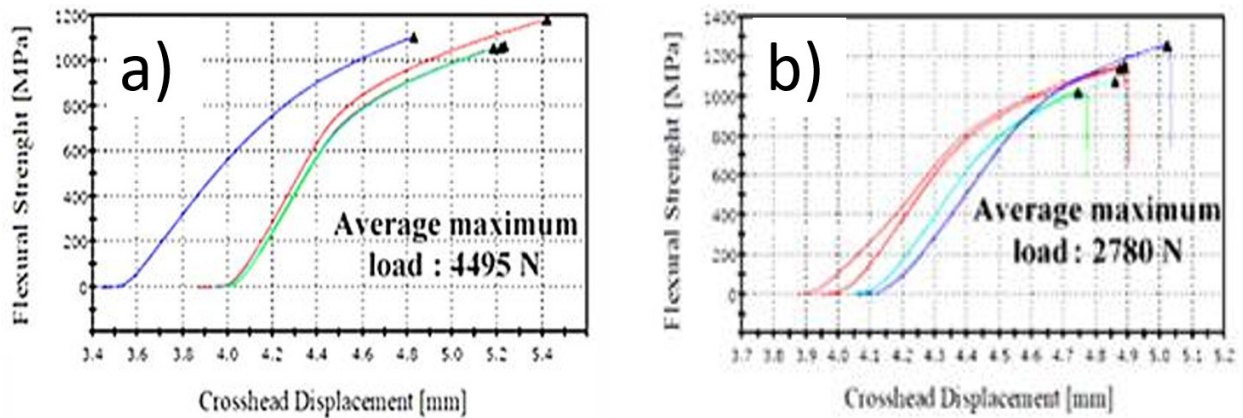 a)
Flexural Strenght [MPa]
1200
1000
800
600
400
200
0
Average maximum
load : 4495 N
3.4 3.6 3.8 4.0 4.2 4.4 4.6 4.8 5.0 5.2 5.4
Crosshead Displacement [mm]
b)
Flexural Strenght [MPa]
1400
1200
1000
800
600
400
200
0
Average maximum
load : 2780 N
3.7 3.8 3.9 4.0 4.1 4.2 4.3 4.4 4.5 4.6 4.7 4.8 4.9 5.0 5.1 5.2
Crosshead Displacement [mm]